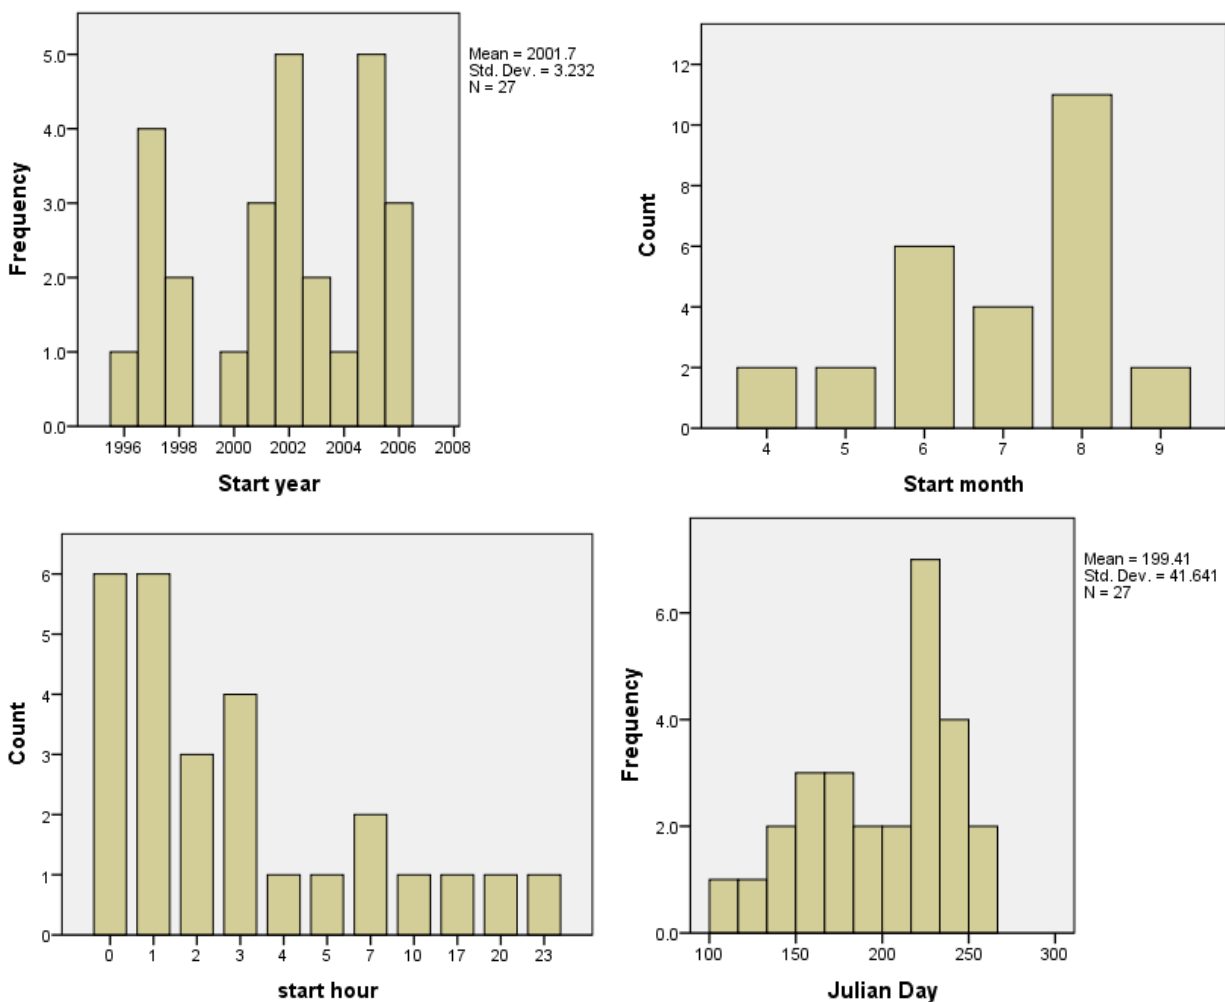 Frequency
5.0
4.0
3.0
2.0
1.0
0.0
1996 1998 2000 2002 2004 2006 2008
Start year
Mean = 2001.7
Std. Dev. = 3.232
N = 27
Count
12
10
8
6
4
2
0
4 5 6 7 8 9
Start month
Count
6
5
4
3
2
1
0
0 1 2 3 4 5 7 10 17 20 23
start hour
Frequency
6.0
4.0
2.0
0.0
100 150 200 250 300
Julian Day
Mean = 199.41
Std. Dev. = 41.641
N = 27